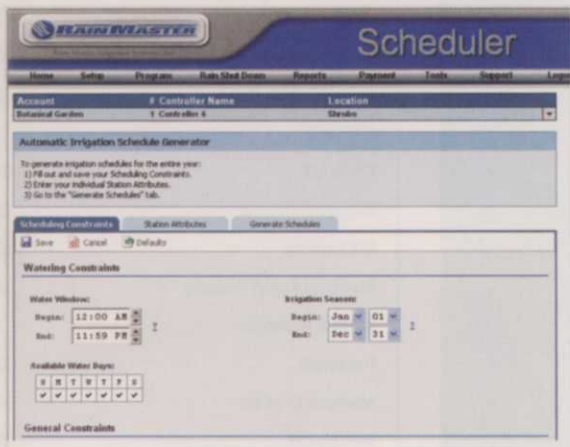 RAIN MASTER
Scheduler
Home Setup Program Rain Shut Down Reports Payment Tools Support
Account # Controller Name Location
Botanical Garden 1 Controller 6 Shrubs
Automatic Irrigation Schedule Generator
To generate irrigation schedules for the entire year:
1) Fill out and save your Scheduling Constraints.
2) Enter your individual Station Attributes.
3) Go to the "Generate Schedules" tab.
Scheduling Constraints Station Attributes Generate Schedules
Save Cancel Defaults
Watering Constraints
Water Window: Irrigation Season:
Begin: 12:00 AM Begin: Jan 01
End: 11:59 PM End: Dec 31
Available Water Days:
S M T W T F S
General Constraints